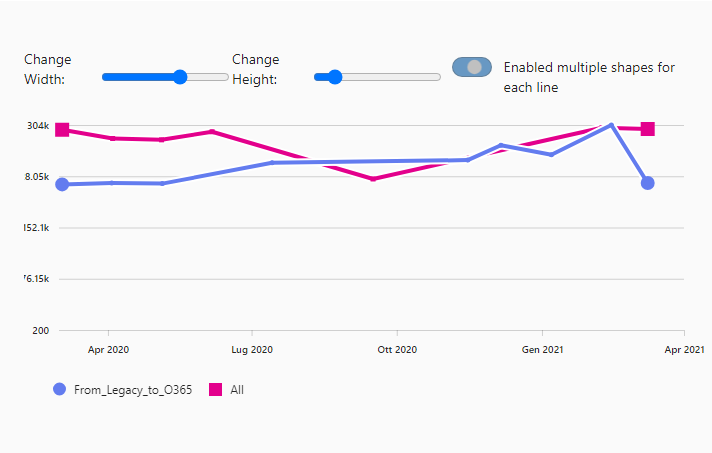 Change
Width:
Change
Height:
Enabled multiple shapes for
each line
304k
8.05k
152.1k
76.15k
200
Apr 2020
Lug 2020
Ott 2020
Gen 2021
Apr 2021
From_Legacy_to_O365
All